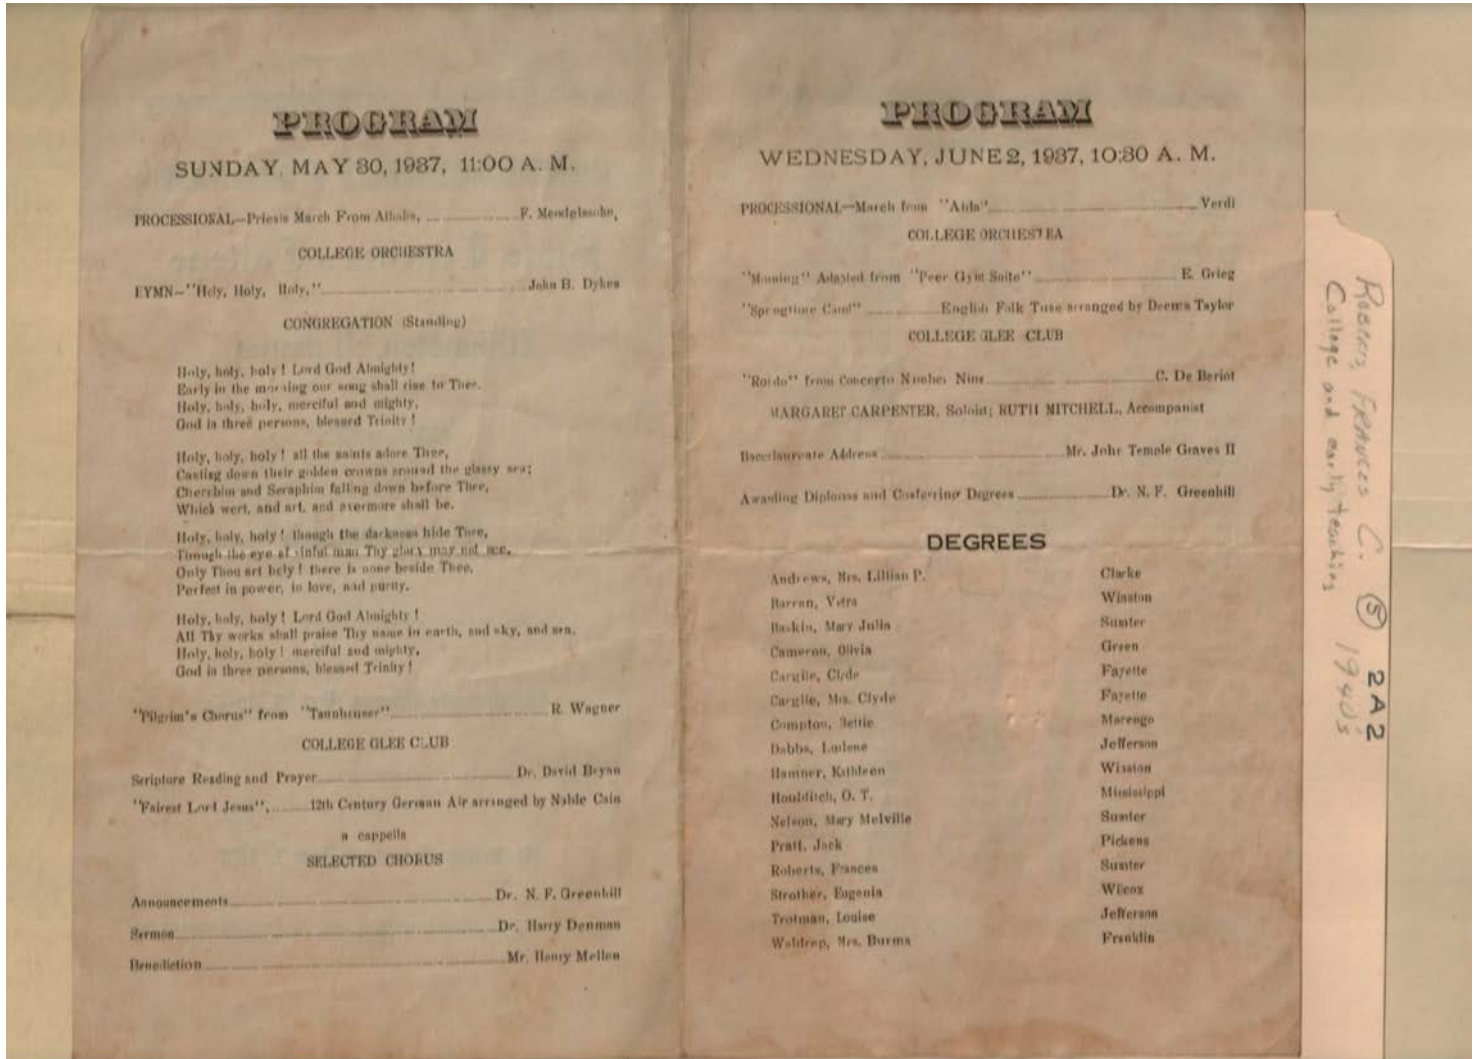 PROGRAM
SUNDAY, MAY 30, 1937, 11:00 A. M.
PROCESSIONAL—Priests March From Athalia, F. Mendelssohn,
COLLEGE ORCHESTRA
HYMN—"Holy, Holy, Holy," John B. Dykes
CONGREGATION (Standing)
Holy, holy, holy! Lord God Almighty!
Early in the morning our song shall rise to Thee.
Holy, holy, holy, merciful and mighty,
God in three persons, blessed Trinity!
Holy, holy, holy! all the saints adore Thee,
Casting down their golden crowns around the glassy sea;
Cherubim and Seraphim falling down before Thee,
Which wert, and art, and evermore shall be.
Holy, holy, holy! though the darkness hide Thee,
Though the eye of sinful man Thy glory may not see,
Only Thou art holy! there is none beside Thee,
Perfect in power, in love, and purity.
Holy, holy, holy! Lord God Almighty!
All Thy works shall praise Thy name in earth, and sky, and sea.
Holy, holy, holy! merciful and mighty,
God in three persons, blessed Trinity!
"Pilgrim's Chorus" from "Tannhauser" R. Wagner
COLLEGE GLEE CLUB
Scripture Reading and Prayer Dr. David Bryan
"Fairest Lord Jesus", 12th Century German Air arranged by Noble Cain
a cappella
SELECTED CHORUS
Announcements Dr. N. F. Greenhill
Sermon Dr. Harry Denman
Benediction Mr. Henry Mellen
PROGRAM
WEDNESDAY, JUNE 2, 1937, 10:30 A. M.
PROCESSIONAL—March from "Aida" Verdi
COLLEGE ORCHESTRA
"Morning" Adapted from "Peer Gynt Suite" E. Grieg
"Springtime Carol" English Folk Tune arranged by Deems Taylor
COLLEGE GLEE CLUB
"Rondo" from Concerto Number Nine C. De Beriot
MARGARET CARPENTER, Soloist; RUTH MITCHELL, Accompanist
Baccalaureate Address Mr. John Temple Graves II
Awarding Diplomas and Conferring Degrees Dr. N. F. Greenhill
DEGREES
Andrews, Mrs. Lillian P. Clarke
Barron, Vetra Winston
Baskin, Mary Julia Sumter
Cameron, Olivia Green
Cargile, Clyde Fayette
Cargile, Mrs. Clyde Fayette
Compton, Bettie Marengo
Dabbs, Lurlene Jefferson
Hamner, Kathleen Winston
Houlditch, O. T. Mississippi
Nelson, Mary Melville Sumter
Pratt, Jack Pickens
Roberts, Frances Sumter
Strother, Eugenia Wilcox
Trotman, Louise Jefferson
Waldrep, Mrs. Burma Franklin
Roberts, FRANCES C. 5 2A2
College and early teaching 1940s